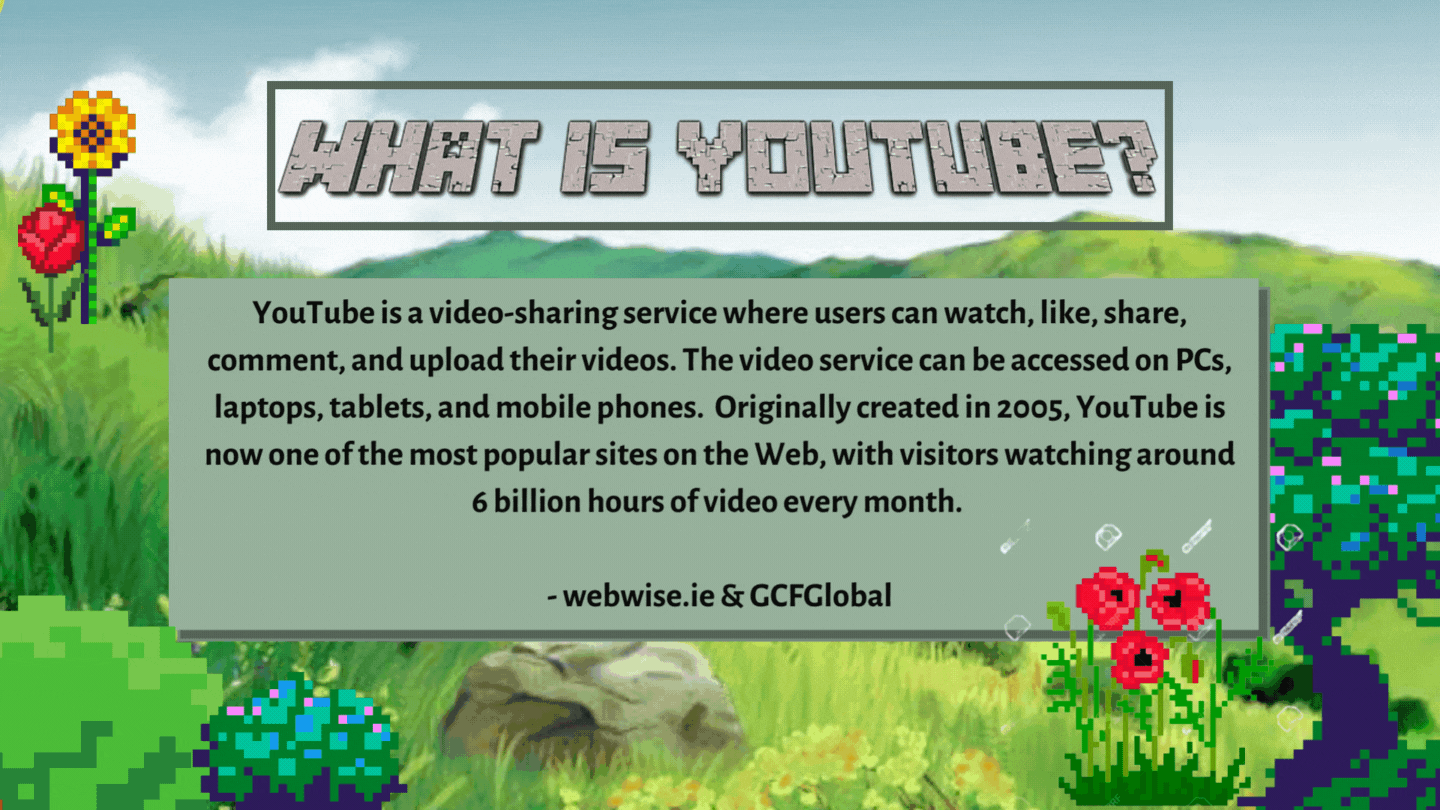 WHAT IS YOUTUBE?
YouTube is a video-sharing service where users can watch, like, share,
comment, and upload their videos. The video service can be accessed on PCs,
laptops, tablets, and mobile phones.  Originally created in 2005, YouTube is
now one of the most popular sites on the Web, with visitors watching around
6 billion hours of video every month.
- webwise.ie & GCFGlobal